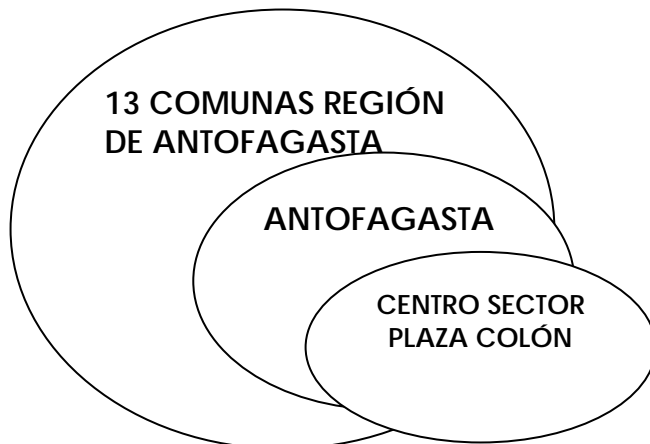 13 COMUNAS REGIÓN
DE ANTOFAGASTA
ANTOFAGASTA
CENTRO SECTOR
PLAZA COLÓN